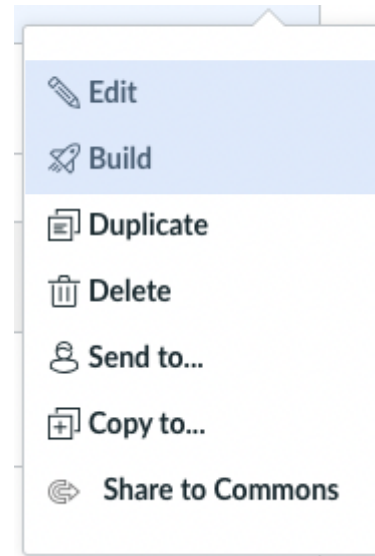 Edit
Build
Duplicate
Delete
Send to...
Copy to...
Share to Commons